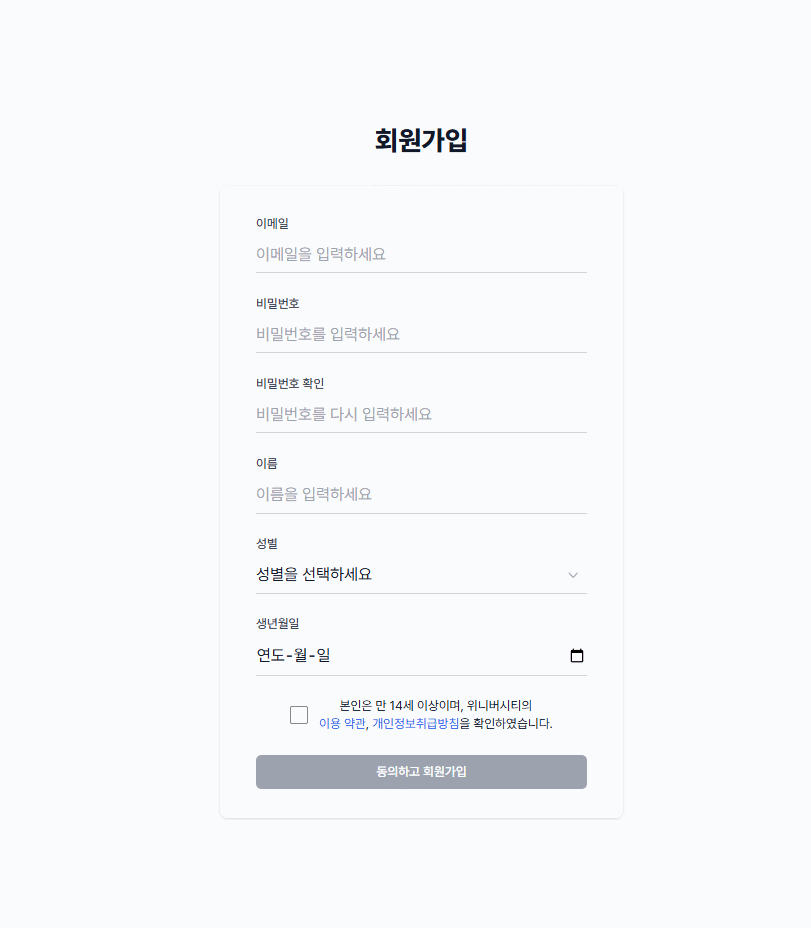 회원가입
이메일
이메일을 입력하세요
비밀번호
비밀번호를 입력하세요
비밀번호 확인
비밀번호를 다시 입력하세요
이름
이름을 입력하세요
성별
성별을 선택하세요
생년월일
연도-월-일
본인은 만 14세 이상이며, 위니버시티의
이용 약관, 개인정보취급방침을 확인하였습니다.
동의하고 회원가입